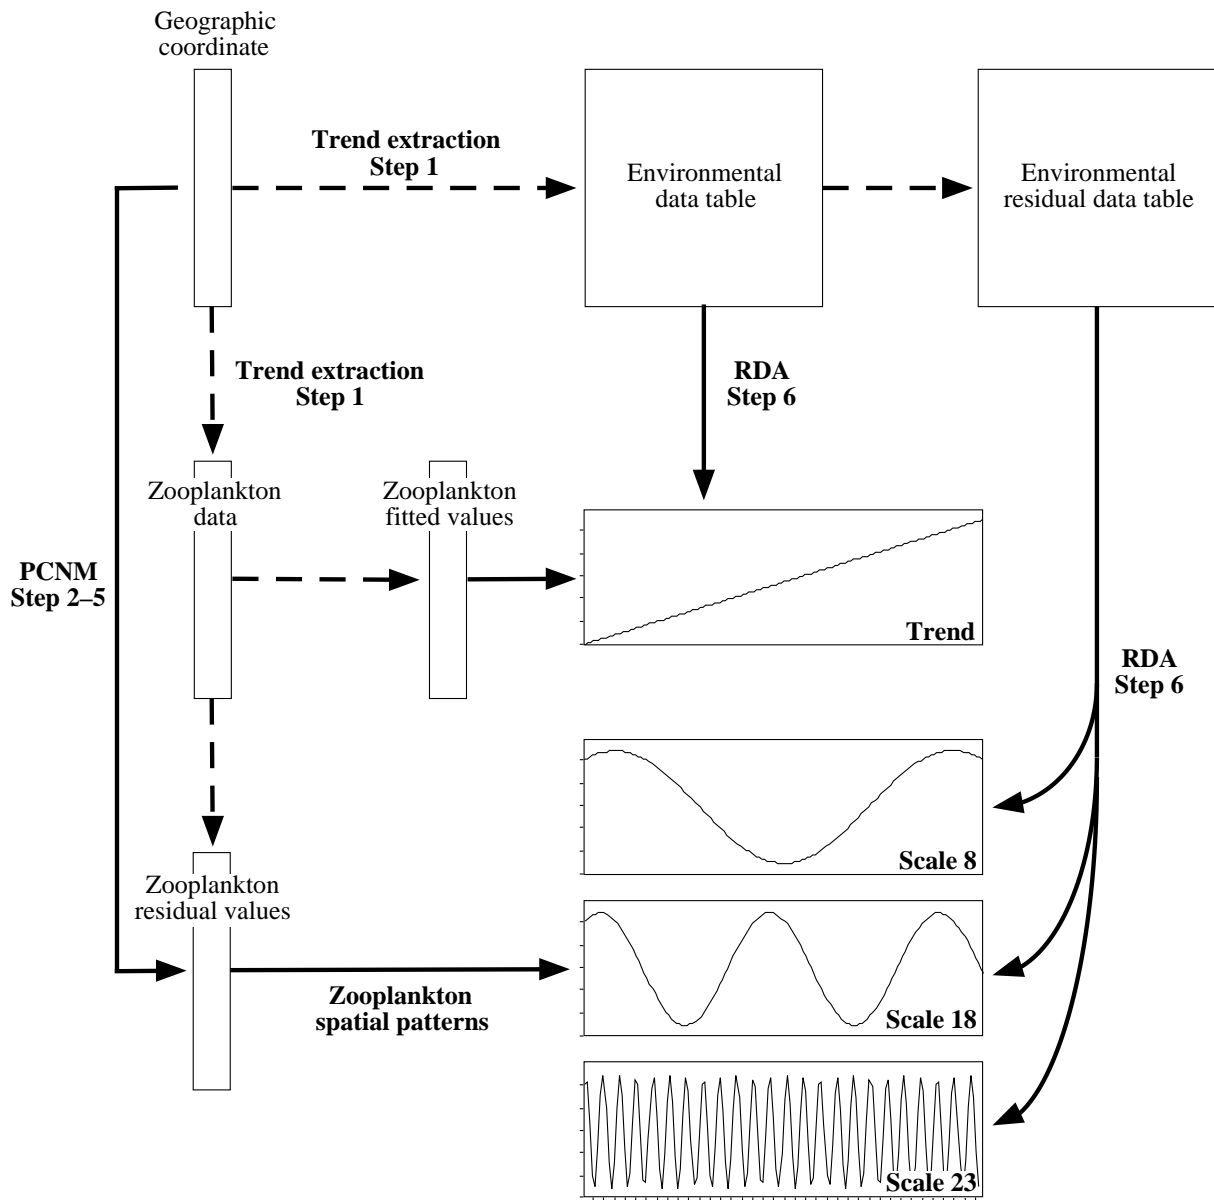 Geographic
coordinate
Trend extraction
Step 1
Environmental
data table
Environmental
residual data table
Trend extraction
Step 1
RDA
Step 6
Zooplankton
data
Zooplankton
fitted values
PCNM
Step 2–5
Trend
RDA
Step 6
Scale 8
Zooplankton
residual values
Zooplankton
spatial patterns
Scale 18
Scale 23